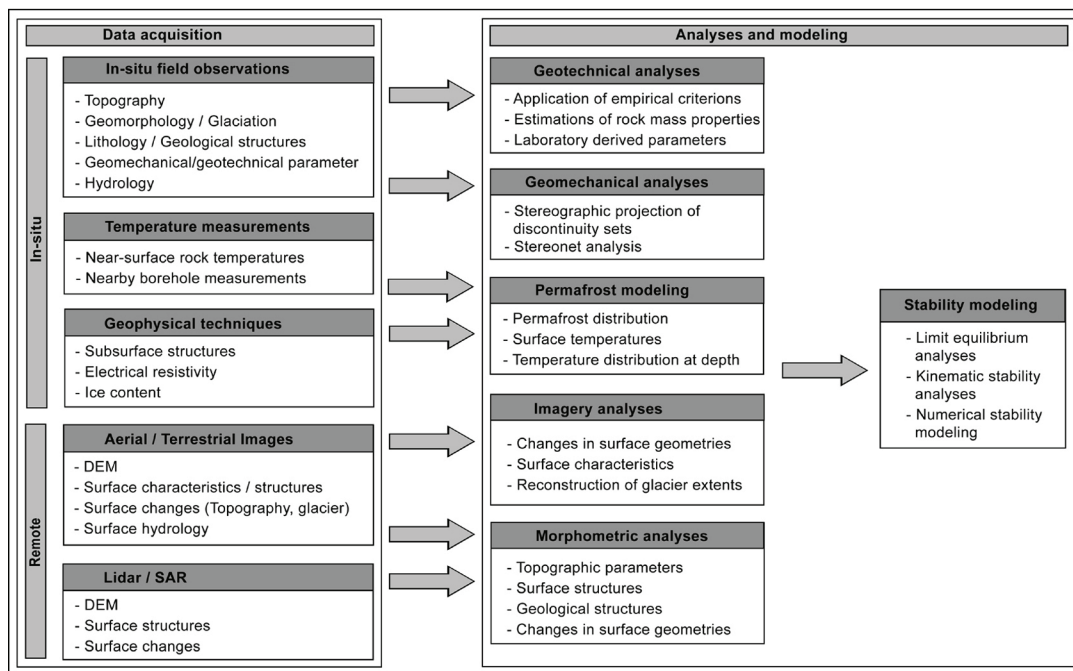 Data acquisition
In-situ
In-situ field observations
- Topography
- Geomorphology / Glaciation
- Lithology / Geological structures
- Geomechanical/geotechnical parameter
- Hydrology
Temperature measurements
- Near-surface rock temperatures
- Nearby borehole measurements
Geophysical techniques
- Subsurface structures
- Electrical resistivity
- Ice content
Remote
Aerial / Terrestrial Images
- DEM
- Surface characteristics / structures
- Surface changes (Topography, glacier)
- Surface hydrology
Lidar / SAR
- DEM
- Surface structures
- Surface changes
Analyses and modeling
Geotechnical analyses
- Application of empirical criterions
- Estimations of rock mass properties
- Laboratory derived parameters
Geomechanical analyses
- Stereographic projection of
discontinuity sets
- Stereonet analysis
Permafrost modeling
- Permafrost distribution
- Surface temperatures
- Temperature distribution at depth
Imagery analyses
- Changes in surface geometries
- Surface characteristics
- Reconstruction of glacier extents
Morphometric analyses
- Topographic parameters
- Surface structures
- Geological structures
- Changes in surface geometries
Stability modeling
- Limit equilibrium
analyses
- Kinematic stability
analyses
- Numerical stability
modeling